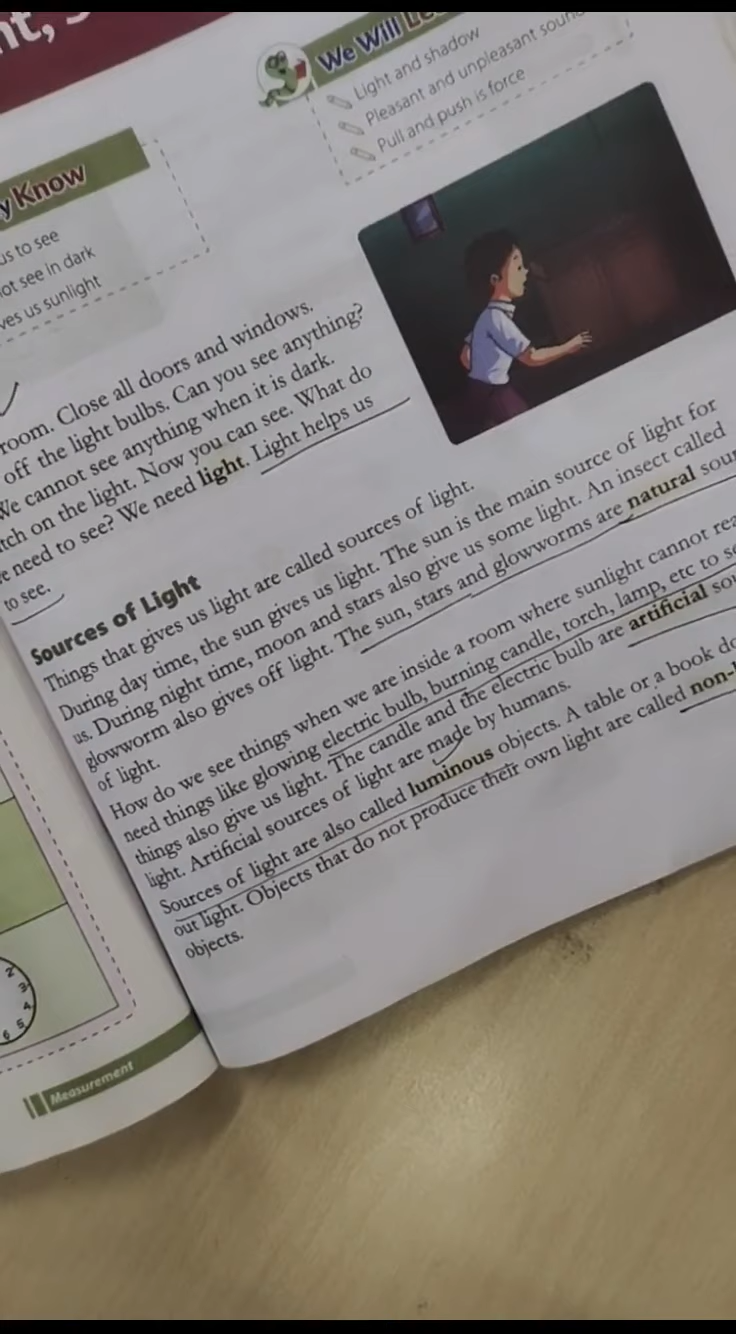 We Will
Light and shadow
Pleasant and unpleasant
Pull and push is force
Know
us to see
not see in dark
us sunlight
room. Close all doors and windows.
off the light bulbs. Can you see anything?
We cannot see anything when it is dark.
on the light. Now you can see. What do
need to see? We need light. Light helps us
to see.
Sources of Light
Things that gives us light are called sources of light.
During day time, the sun gives us light. The sun is the main source of light for
us. During night time, moon and stars also give us some light. An insect called
glowworm also gives off light. The sun, stars and glowworms are natural
of light.
How do we see things when we are inside a room where sunlight cannot
need things like glowing electric bulb, burning candle, torch, lamp, etc to
things also give us light. The candle and the electric bulb are artificial
light. Artificial sources of light are made by humans.
Sources of light are also called luminous objects. A table or a book
out light. Objects that do not produce their own light are called non-
objects.
2
3
4
5
6
Measurement